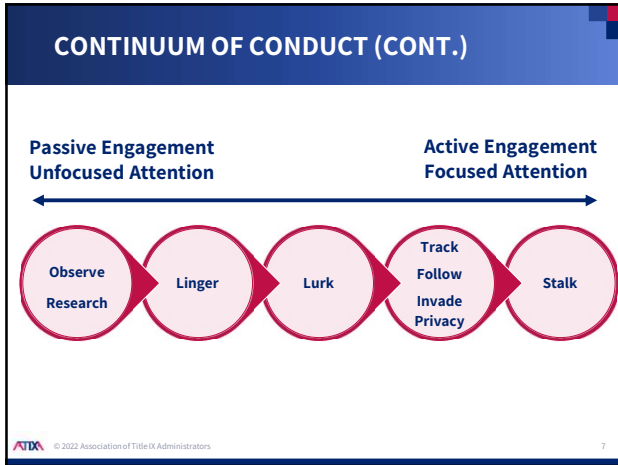 CONTINUUM OF CONDUCT (CONT.)
Passive Engagement
Unfocused Attention
Active Engagement
Focused Attention
Observe
Research
Linger
Lurk
Track
Follow
Invade
Privacy
Stalk
ATIXA © 2022 Association of Title IX Administrators
7